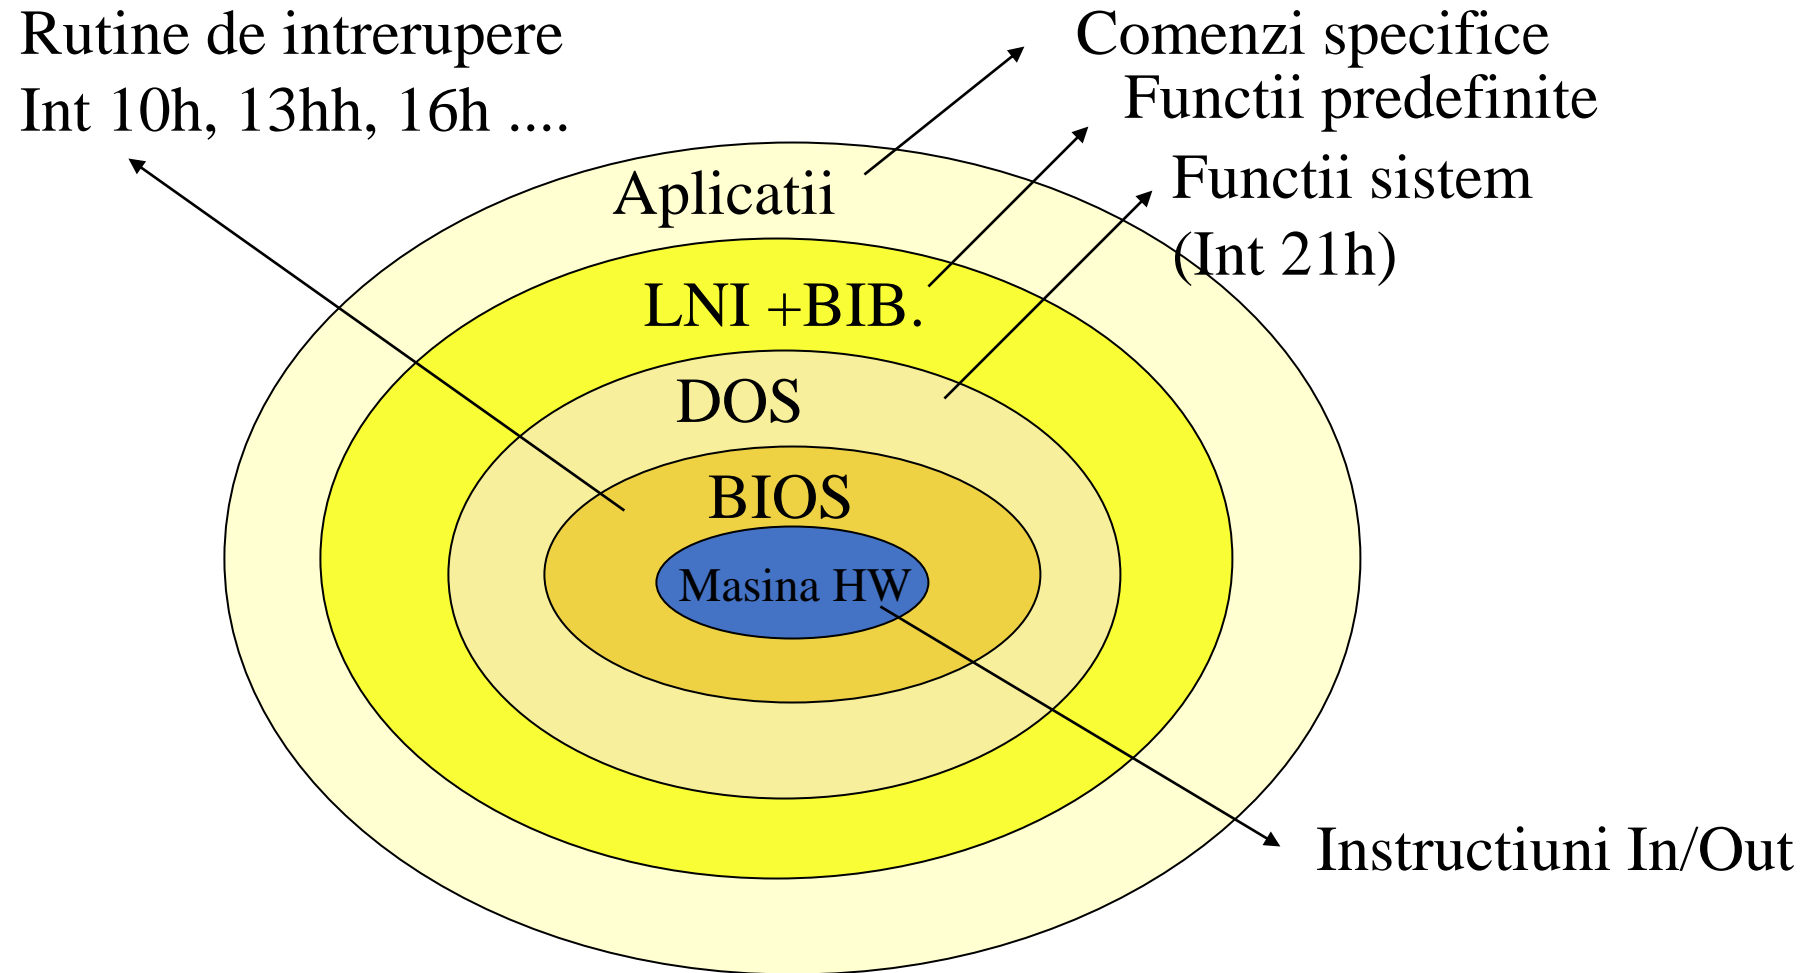 Rutine de intrerupere
Int 10h, 13hh, 16h ....
Comenzi specifice
Functii predefinite
Functii sistem
(Int 21h)
Aplicatii
LNI +BIB.
DOS
BIOS
Masina HW
Instructiuni In/Out